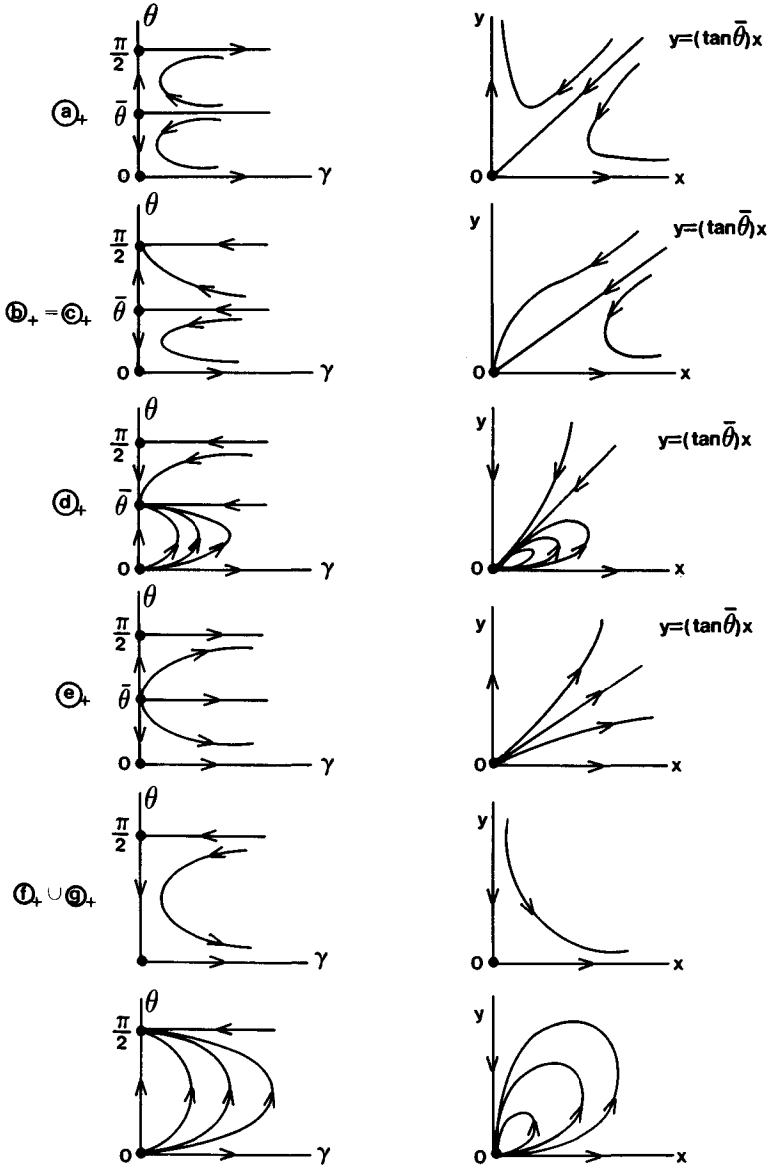 θ
π/2
θ̄
ⓐ₊
0
γ
y
y=(tanθ̄)x
0
x
θ
π/2
θ̄
ⓑ₊ = ⓒ₊
0
γ
y
y=(tanθ̄)x
0
x
θ
π/2
θ̄
ⓓ₊
0
γ
y
y=(tanθ̄)x
0
x
θ
π/2
θ̄
ⓔ₊
0
γ
y
y=(tanθ̄)x
0
x
θ
π/2
ⓕ₊ ∪ ⓖ₊
γ
y
0
x
θ
π/2
0
γ
y
0
x